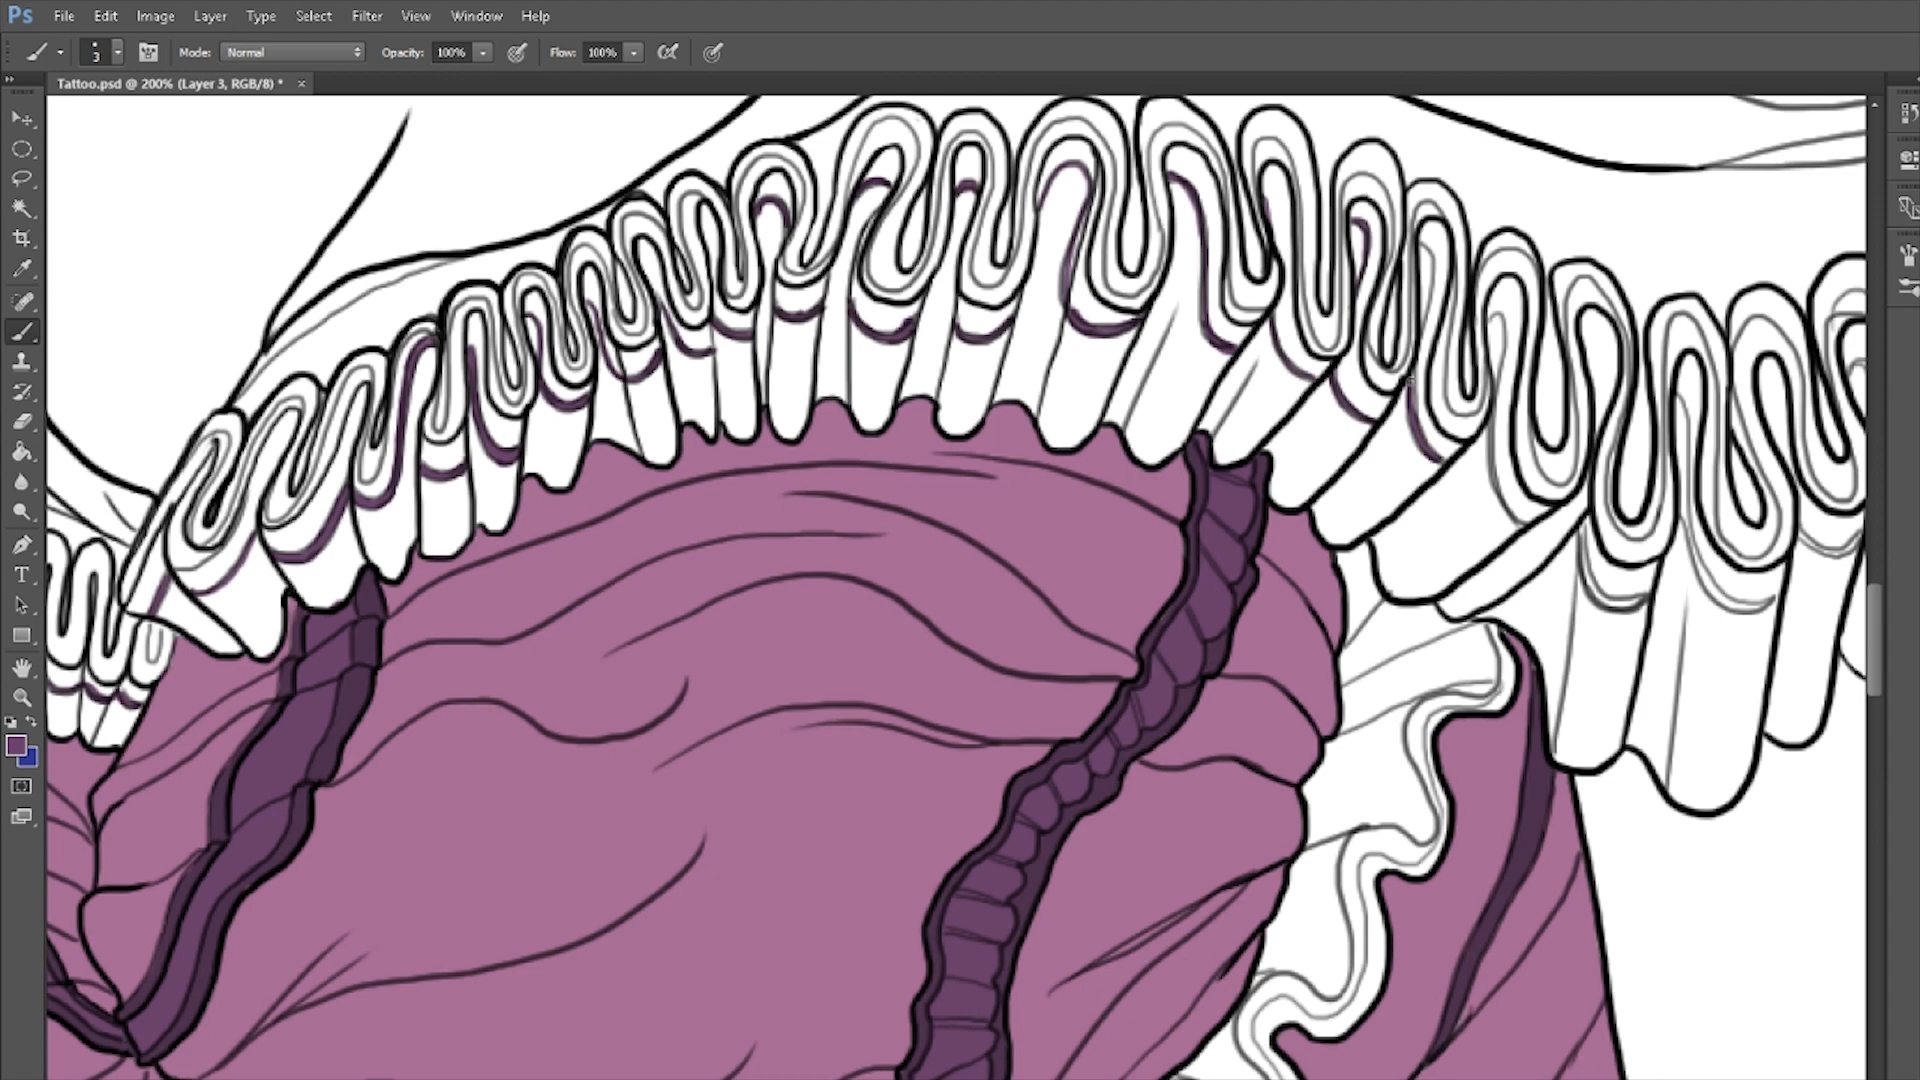 Ps File Edit Image Layer Type Select Filter View Window Help
3 Mode: Normal Opacity: 100% Flow: 100%
Tattoo.psd @ 200% (Layer 3, RGB/8) * ×
T